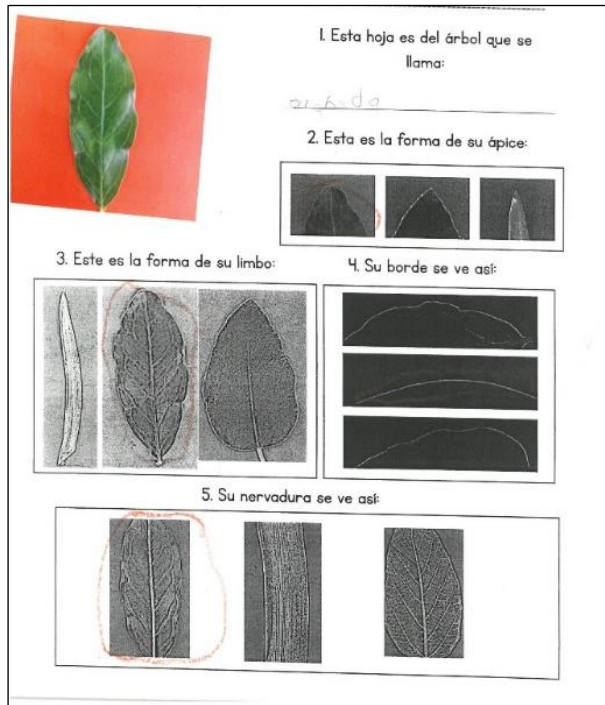 1. Esta hoja es del árbol que se
llama:
2. Esta es la forma de su ápice:
3. Este es la forma de su limbo:
4. Su borde se ve así:
5. Su nervadura se ve así: